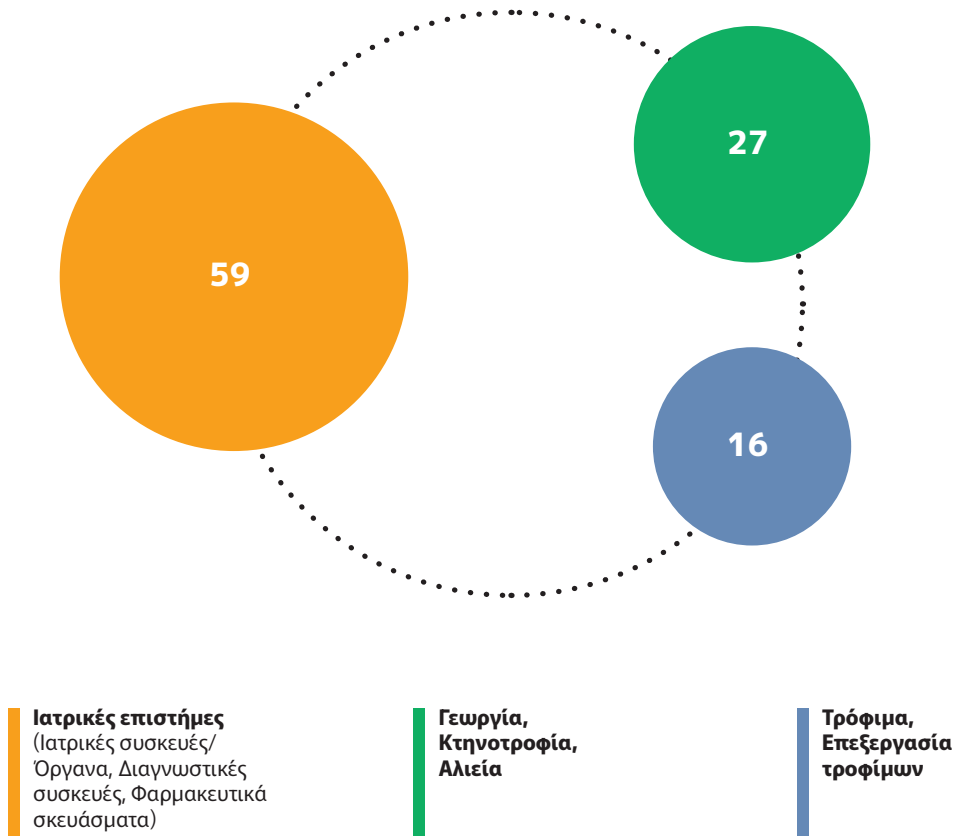 27
59
16
Ιατρικές επιστήμες
(Ιατρικές συσκευές/
Όργανα, Διαγνωστικές
συσκευές, Φαρμακευτικά
σκευάσματα)
Γεωργία,
Κτηνοτροφία,
Αλιεία
Τρόφιμα,
Επεξεργασία
τροφίμων